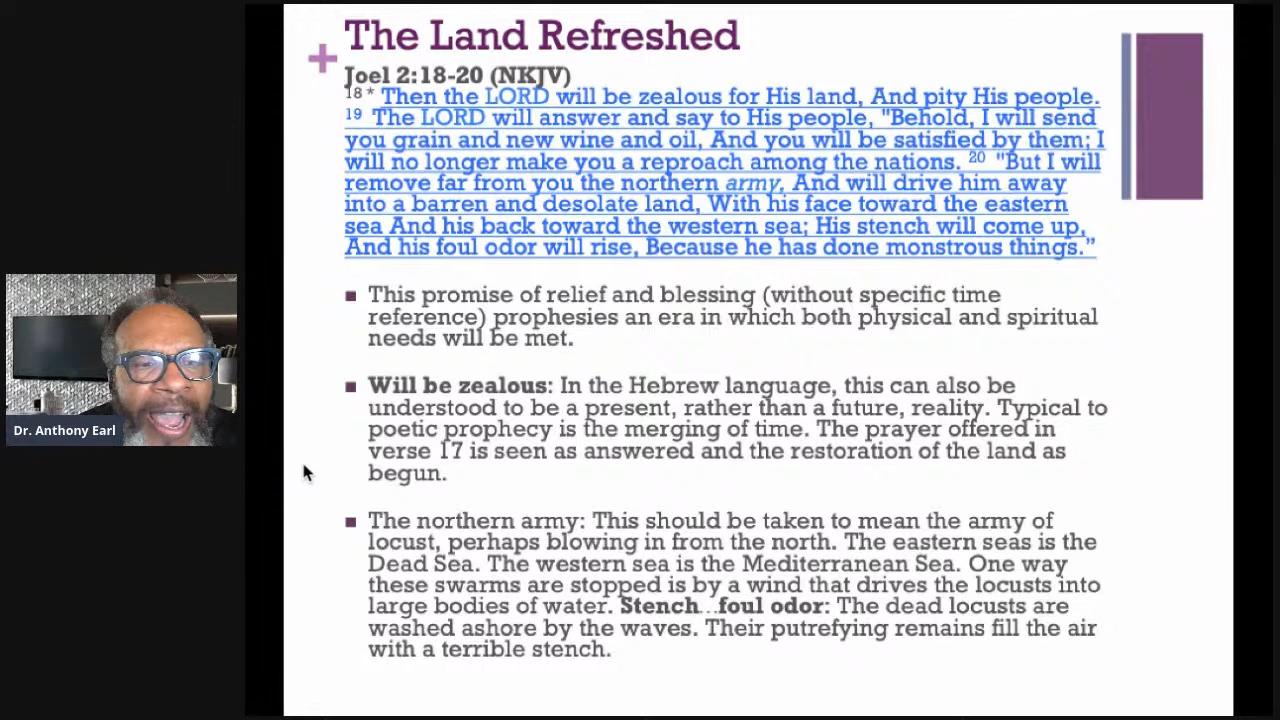 The Land Refreshed
+
Joel 2:18-20 (NKJV)
18 * Then the LORD will be zealous for His land, And pity His people.
19 The LORD will answer and say to His people, "Behold, I will send
you grain and new wine and oil, And you will be satisfied by them; I
will no longer make you a reproach among the nations. 20 "But I will
remove far from you the northern army, And will drive him away
into a barren and desolate land, With his face toward the eastern
sea And his back toward the western sea; His stench will come up,
And his foul odor will rise, Because he has done monstrous things.”
This promise of relief and blessing (without specific time
reference) prophesies an era in which both physical and spiritual
needs will be met.
Will be zealous: In the Hebrew language, this can also be
understood to be a present, rather than a future, reality. Typical to
poetic prophecy is the merging of time. The prayer offered in
verse 17 is seen as answered and the restoration of the land as
begun.
The northern army: This should be taken to mean the army of
locust, perhaps blowing in from the north. The eastern seas is the
Dead Sea. The western sea is the Mediterranean Sea. One way
these swarms are stopped is by a wind that drives the locusts into
large bodies of water. Stench…foul odor: The dead locusts are
washed ashore by the waves. Their putrefying remains fill the air
with a terrible stench.
Dr. Anthony Earl